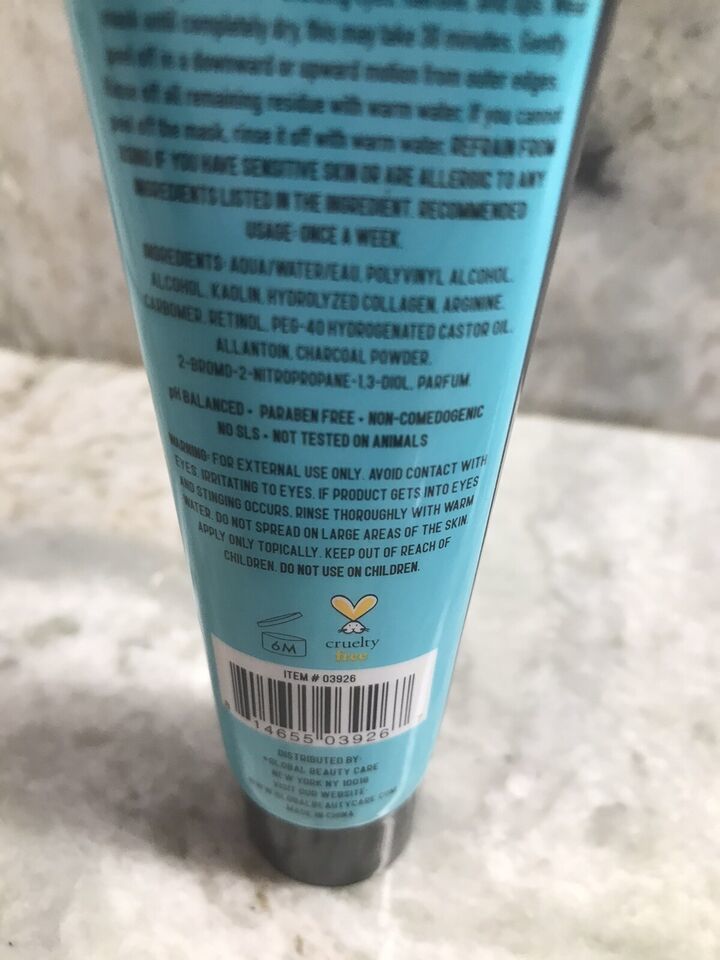 mask until completely dry, this may take 30 minutes. Gently
peel off in a downward or upward motion from outer edges.
off all remaining residue with warm water. If you cannot
peel off the mask, rinse it off with warm water. REFRAIN FROM
USING IF YOU HAVE SENSITIVE SKIN OR ARE ALLERGIC TO ANY
INGREDIENTS LISTED IN THE INGREDIENT. RECOMMENDED
USAGE: ONCE A WEEK.
INGREDIENTS: AQUA/WATER/EAU, POLYVINYL ALCOHOL,
ALCOHOL, KAOLIN, HYDROLYZED COLLAGEN, ARGININE,
CARBOMER, RETINOL, PEG-40 HYDROGENATED CASTOR OIL,
ALLANTOIN, CHARCOAL POWDER,
2-BROMO-2-NITROPROPANE-1,3-DIOL, PARFUM.
pH BALANCED • PARABEN FREE • NON-COMEDOGENIC
NO SLS • NOT TESTED ON ANIMALS
WARNING: FOR EXTERNAL USE ONLY. AVOID CONTACT WITH
EYES. IRRITATING TO EYES. IF PRODUCT GETS INTO EYES
AND STINGING OCCURS, RINSE THOROUGHLY WITH WARM
WATER. DO NOT SPREAD ON LARGE AREAS OF THE SKIN.
APPLY ONLY TOPICALLY. KEEP OUT OF REACH OF
CHILDREN. DO NOT USE ON CHILDREN.
6M
cruelty
free
ITEM # 03926
8 14655 03926 7
DISTRIBUTED BY:
GLOBAL BEAUTY CARE
NEW YORK NY 10016
VISIT OUR WEBSITE:
WWW.GLOBALBEAUTYCARE.COM
MADE IN CHINA